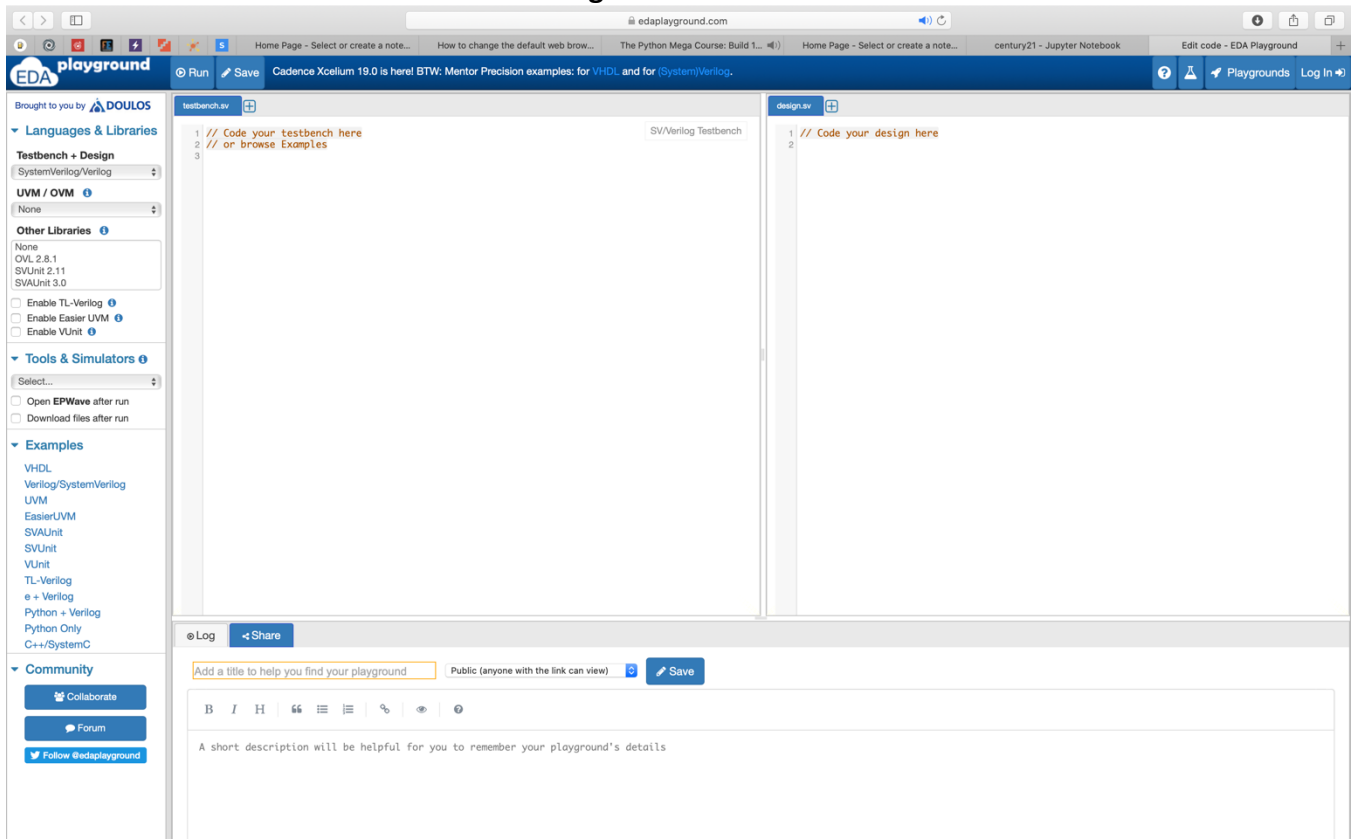 edaplayground.com
S
Home Page - Select or create a note...
How to change the default web brow...
The Python Mega Course: Build 1...
Home Page - Select or create a note...
century21 - Jupyter Notebook
Edit code - EDA Playground
EDA playground
Run
Save
Cadence Xcelium 19.0 is here! BTW: Mentor Precision examples: for VHDL and for (System)Verilog.
Playgrounds
Log In
Brought to you by DOULOS
Languages & Libraries
Testbench + Design
SystemVerilog/Verilog
UVM / OVM
None
Other Libraries
None
OVL 2.8.1
SVUnit 2.11
SVAUnit 3.0
Enable TL-Verilog
Enable Easier UVM
Enable VUnit
Tools & Simulators
Select...
Open EPWave after run
Download files after run
Examples
VHDL
Verilog/SystemVerilog
UVM
EasierUVM
SVAUnit
SVUnit
VUnit
TL-Verilog
e + Verilog
Python + Verilog
Python Only
C++/SystemC
Community
Collaborate
Forum
Follow @edaplayground
testbench.sv
SV/Verilog Testbench
1 // Code your testbench here
2 // or browse Examples
3
design.sv
1 // Code your design here
2
Log
Share
Add a title to help you find your playground
Public (anyone with the link can view)
Save
B I H
A short description will be helpful for you to remember your playground's details